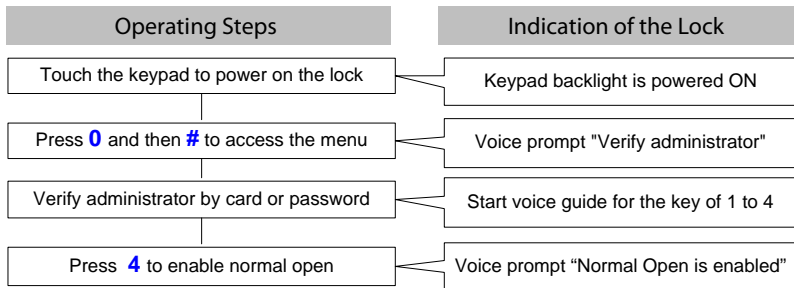 Operating Steps
Indication of the Lock
Touch the keypad to power on the lock
Keypad backlight is powered ON
Press 0 and then # to access the menu
Voice prompt "Verify administrator"
Verify administrator by card or password
Start voice guide for the key of 1 to 4
Press 4 to enable normal open
Voice prompt “Normal Open is enabled”